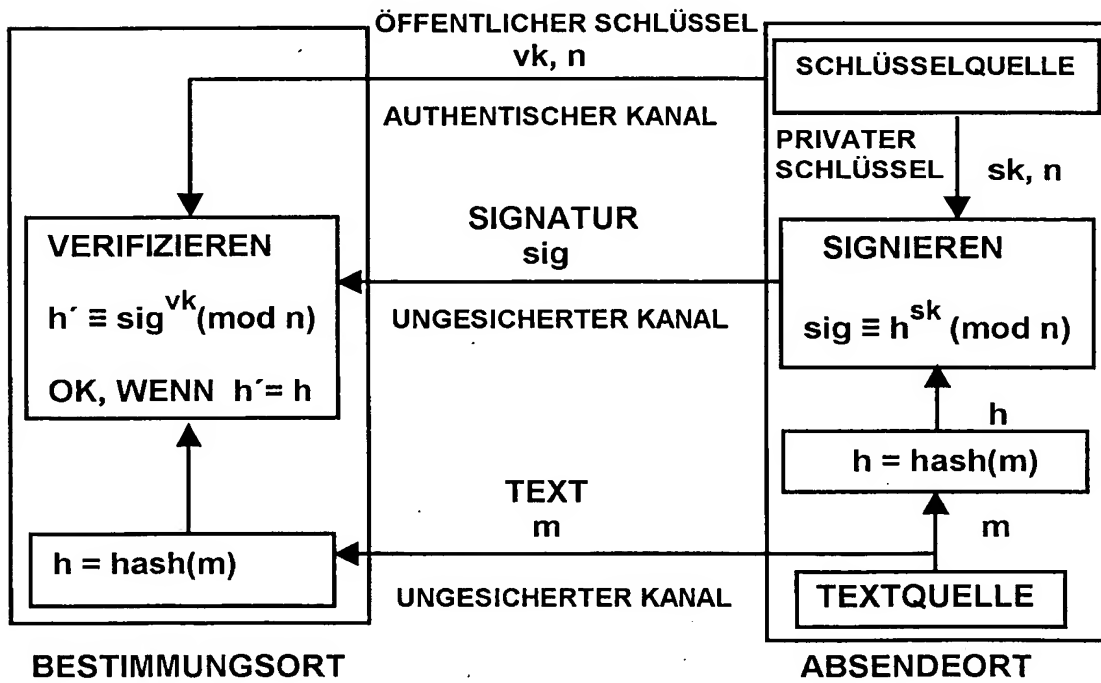 ÖFFENTLICHER SCHLÜSSEL
vk, n
AUTHENTISCHER KANAL
SCHLÜSSELQUELLE
PRIVATER
SCHLÜSSEL
sk, n
VERIFIZIEREN
h´ ≡ sig^vk (mod n)
OK, WENN h´= h
SIGNATUR
sig
UNGESICHERTER KANAL
SIGNIEREN
sig ≡ h^sk (mod n)
h
h = hash(m)
m
TEXT
m
h = hash(m)
UNGESICHERTER KANAL
TEXTQUELLE
BESTIMMUNGSORT
ABSENDEORT